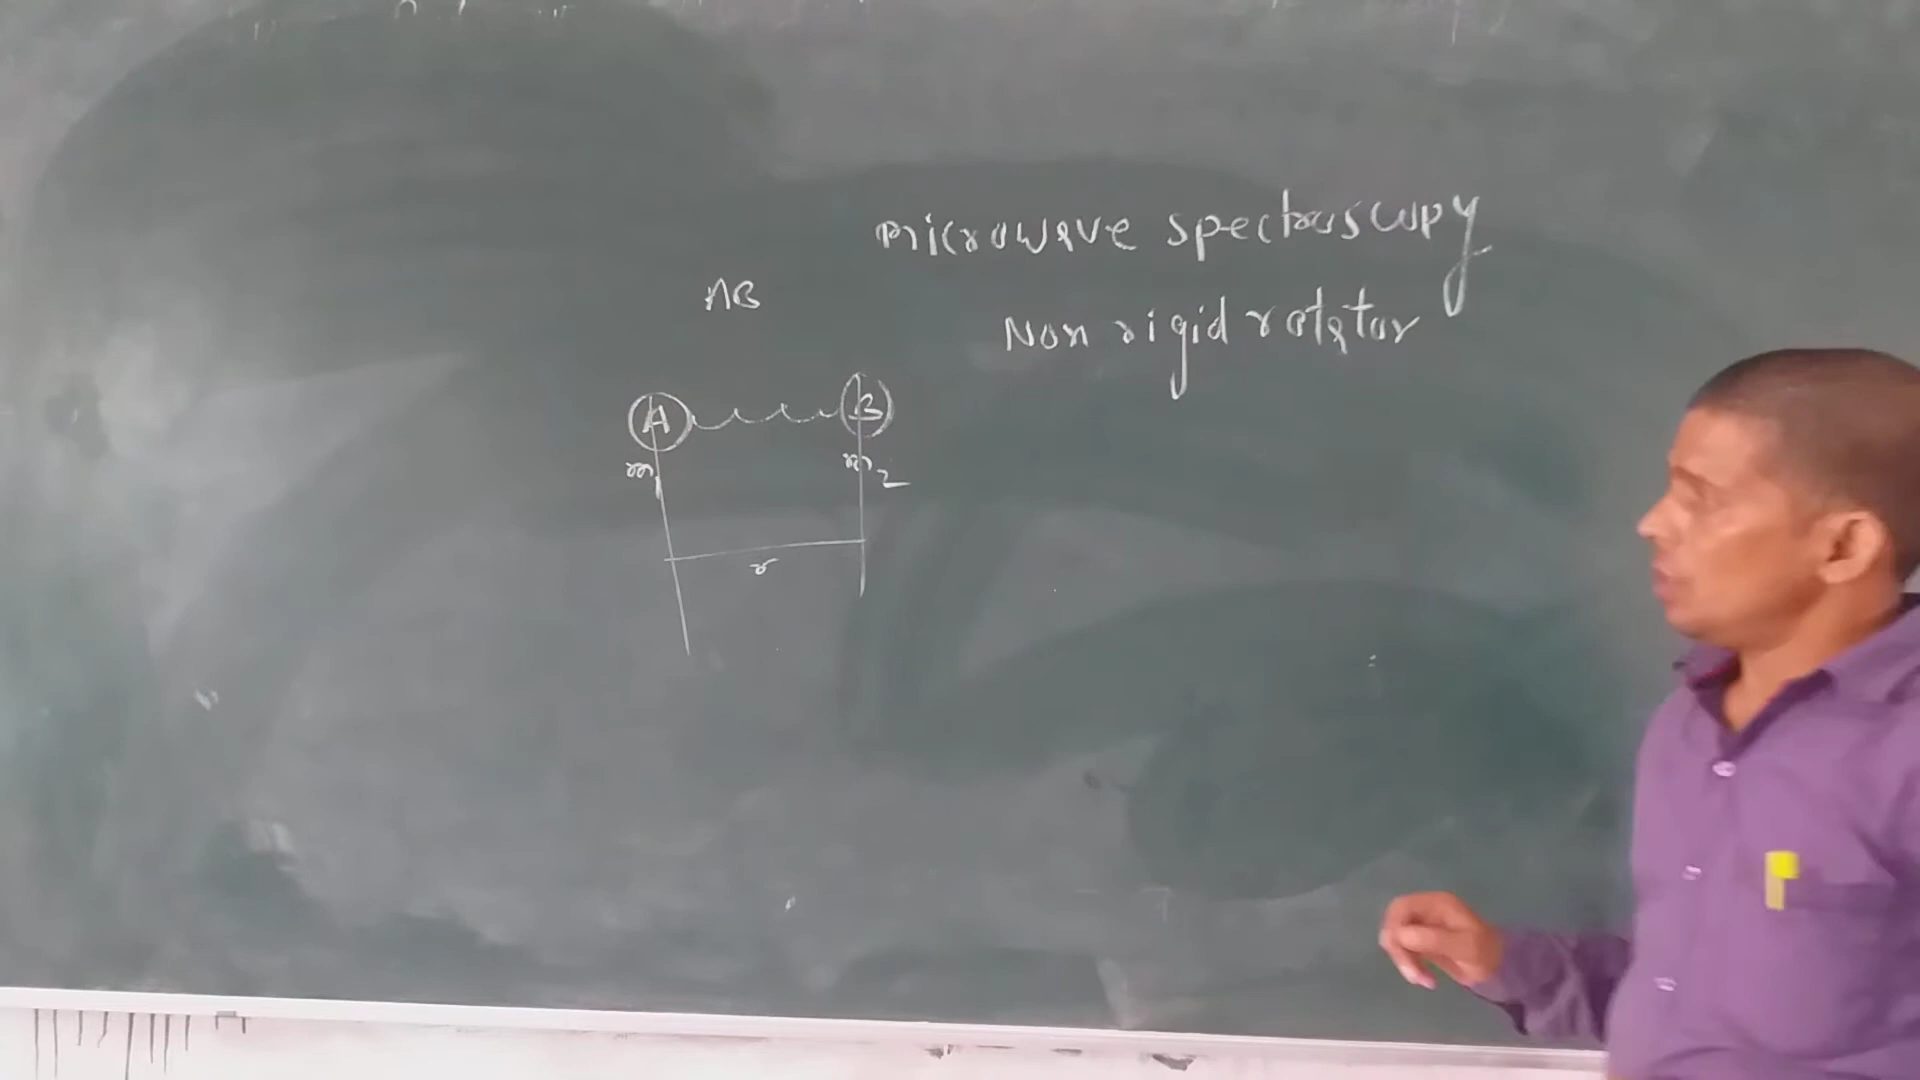 microwave spectroscopy
AB
Non rigid rotator
A B
m1 m2
r